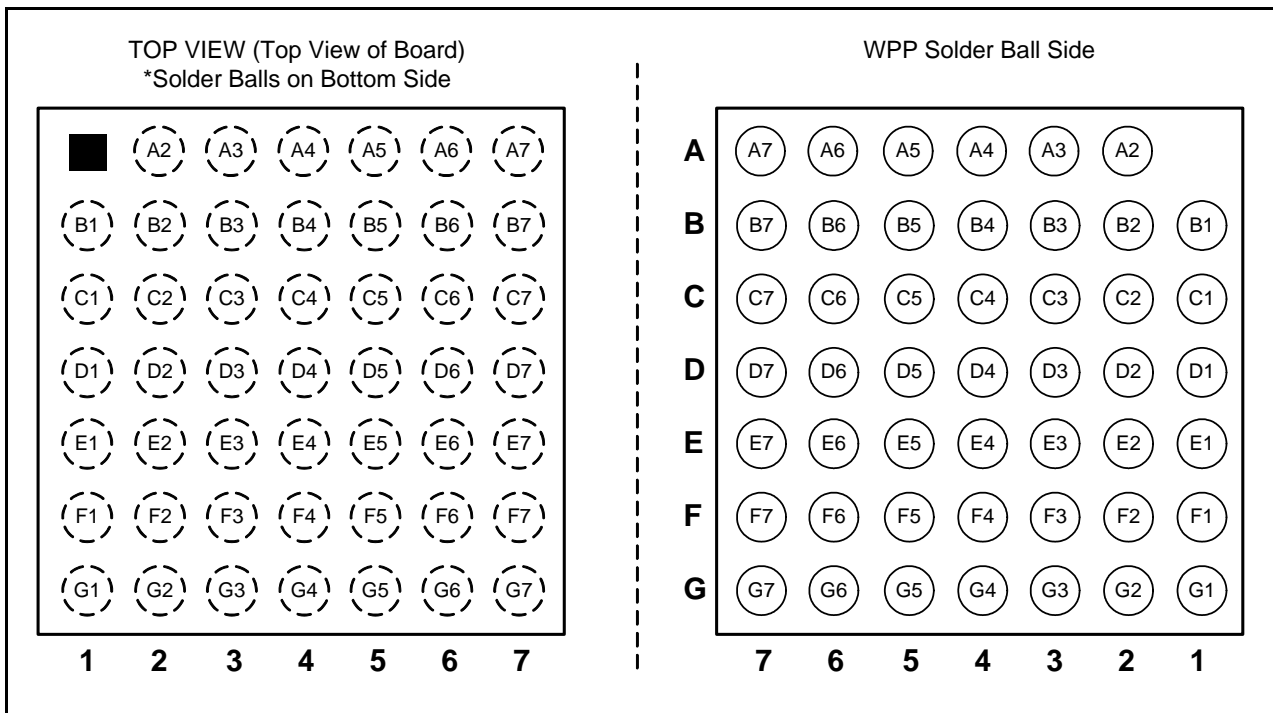 TOP VIEW (Top View of Board)
*Solder Balls on Bottom Side
A2 A3 A4 A5 A6 A7
B1 B2 B3 B4 B5 B6 B7
C1 C2 C3 C4 C5 C6 C7
D1 D2 D3 D4 D5 D6 D7
E1 E2 E3 E4 E5 E6 E7
F1 F2 F3 F4 F5 F6 F7
G1 G2 G3 G4 G5 G6 G7
1 2 3 4 5 6 7
WPP Solder Ball Side
A A7 A6 A5 A4 A3 A2
B B7 B6 B5 B4 B3 B2 B1
C C7 C6 C5 C4 C3 C2 C1
D D7 D6 D5 D4 D3 D2 D1
E E7 E6 E5 E4 E3 E2 E1
F F7 F6 F5 F4 F3 F2 F1
G G7 G6 G5 G4 G3 G2 G1
7 6 5 4 3 2 1